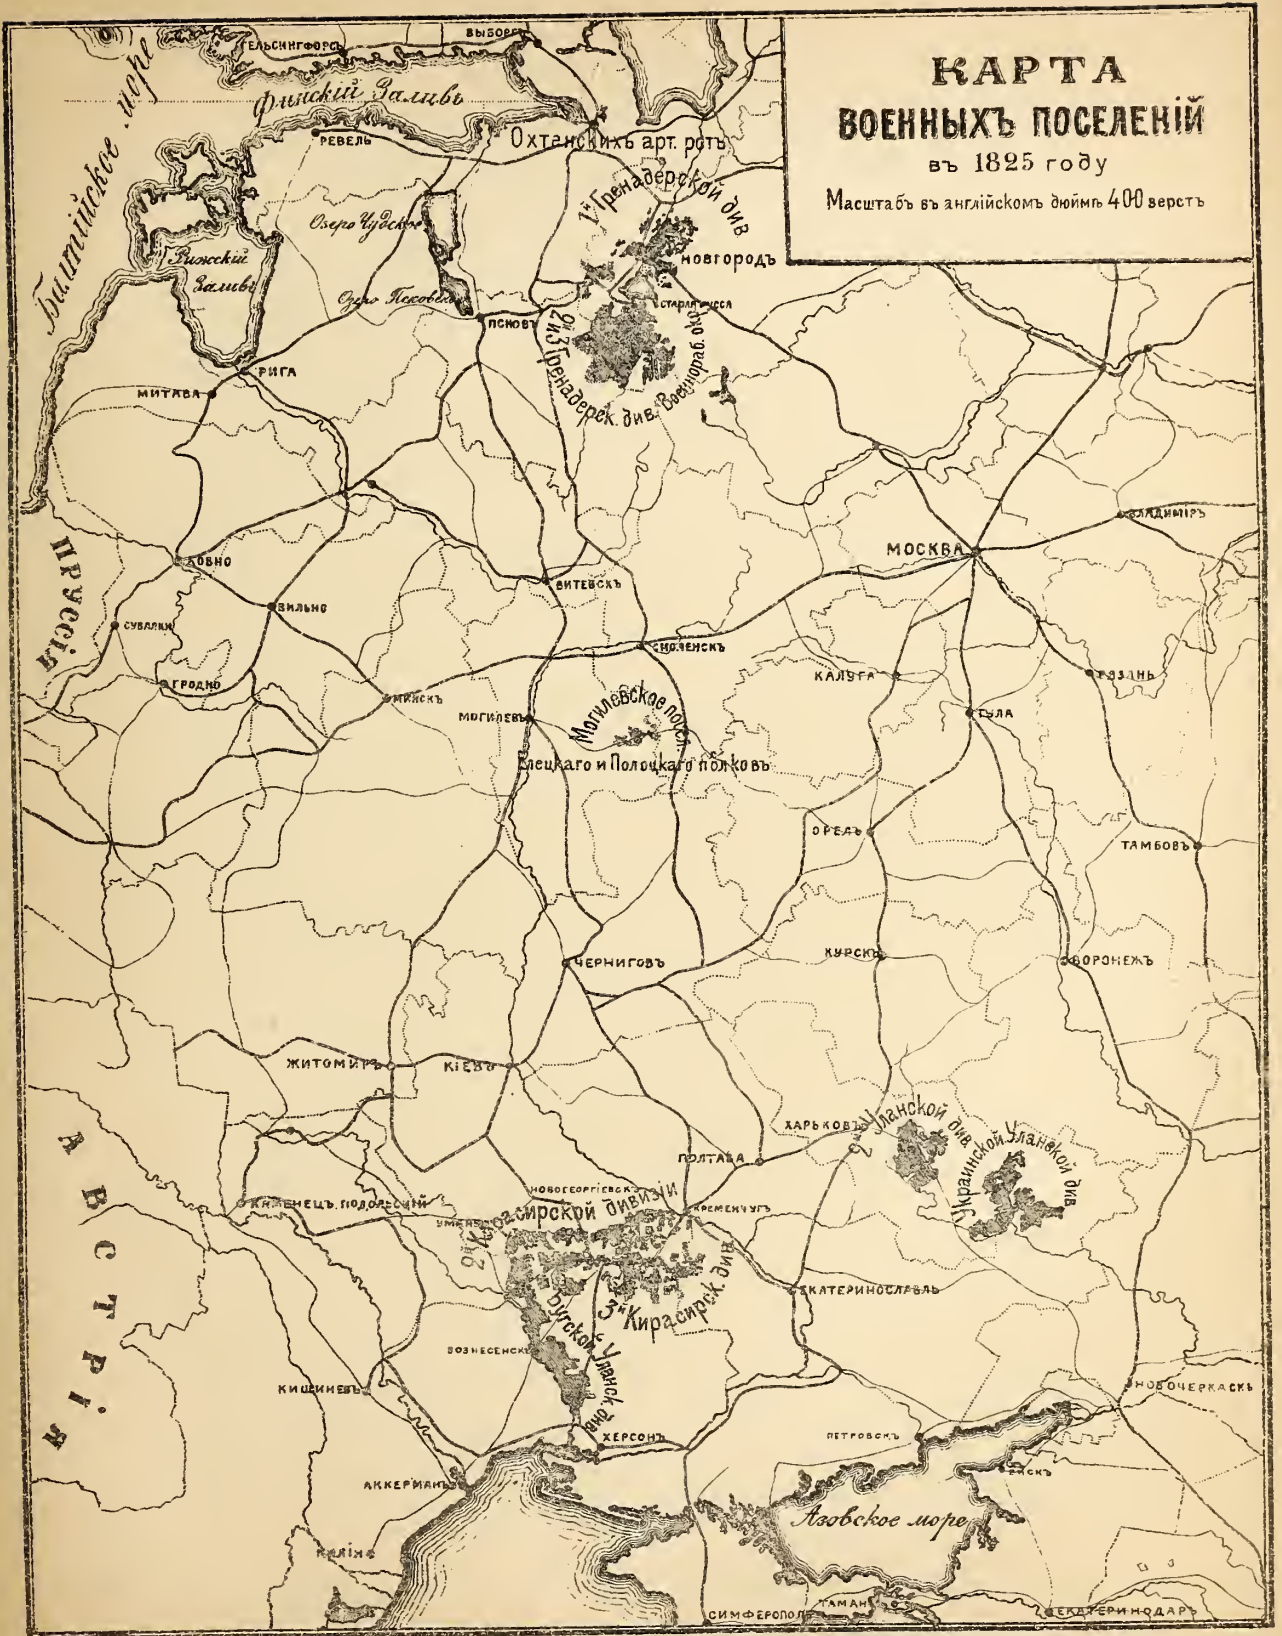 КАРТА
ВОЕННЫХЪ ПОСЕЛЕНІЙ
въ 1825 году
Масштабъ въ англійскомъ дюймѣ 400 верстъ
ВЫБОРГЪ
ЕЛЬСИНГФОРСЪ
Финскій Заливъ
РЕВЕЛЬ
Охтенскихъ арт. ротъ
Балтійское море
1й Гренадерской див
Озеро Чудское
НОВГОРОДЪ
Рижскій
Заливъ
СТАРАЯ РУССА
ПСКОВЪ
2 и 3й Гренадерск. див. Военнораб. окр.
РИГА
МИТАВА
ВЛАДИМІРЪ
МОСКВА
КОВНО
ВИТЕБСКЪ
ПРУССІЯ
ВИЛЬНО
СУВАЛКИ
СМОЛЕНСКЪ
КАЛУГА
РЯЗАНЬ
ГРОДНО
МИНСКЪ
МОГИЛЕВЪ
Могилевское посел.
ТУЛА
Елецкаго и Полоцкаго полковъ
ОРЕЛЪ
ТАМБОВЪ
ЧЕРНИГОВЪ
КУРСКЪ
ВОРОНЕЖЪ
ЖИТОМИРЪ
КІЕВЪ
ХАРЬКОВЪ
2й Уланской див
Украинской Уланской див
ПОЛТАВА
АВСТРІЯ
КАМЕНЕЦЪ ПОДОЛЬСКІЙ
НОВОГЕОРГІЕВСКЪ
УМАНЬ
2й Кирасирской дивизіи
КРЕМЕНЧУГЪ
ЕКАТЕРИНОСЛАВЛЬ
3й Кирасирск. див
Бугской Уланск див
ВОЗНЕСЕНСКЪ
КИШИНЕВЪ
НОВОЧЕРКАСКЪ
ХЕРСОНЪ
ПЕТРОВСКЪ
АККЕРМАНЪ
Азовское море
СИМФЕРОПОЛЬ
ТАМАНЬ
ЕКАТЕРИНОДАРЪ